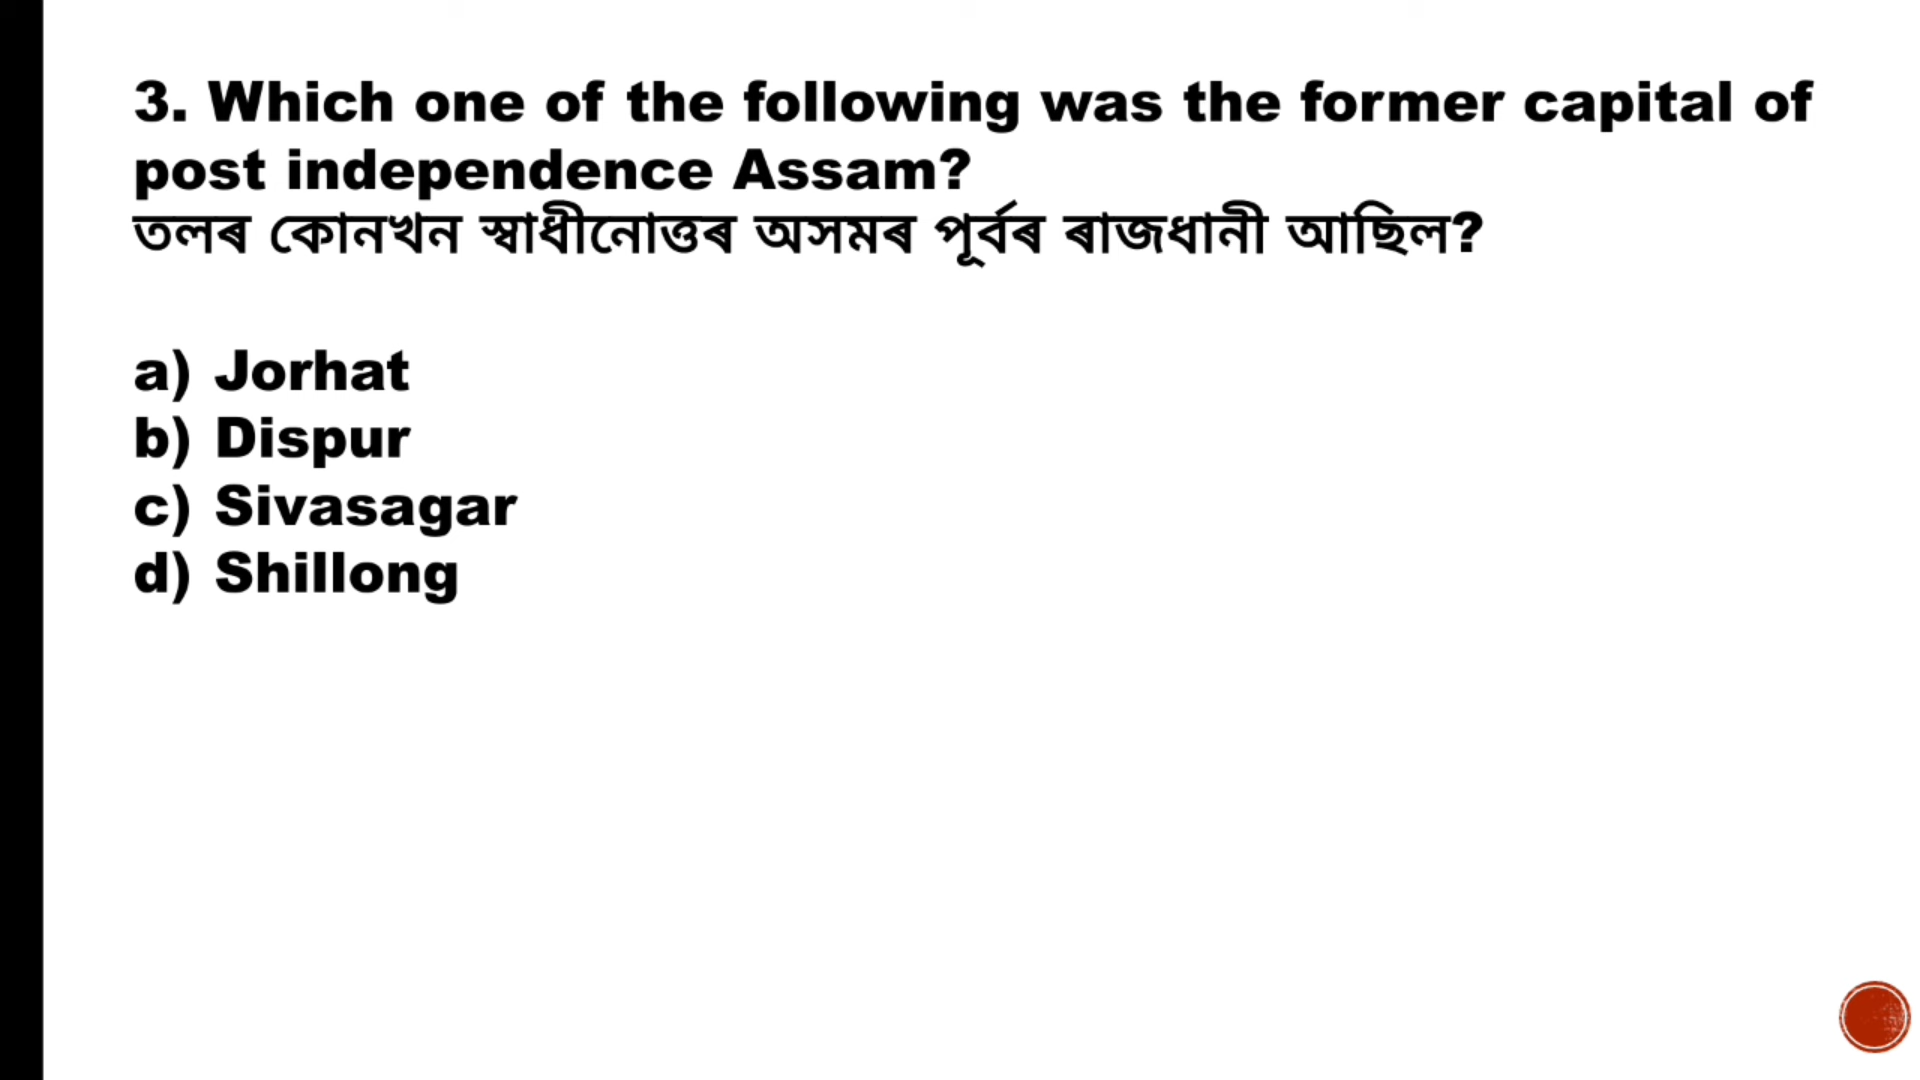 3. Which one of the following was the former capital of
post independence Assam?
তলৰ কোনখন স্বাধীনোত্তৰ অসমৰ পূৰ্বৰ ৰাজধানী আছিল?
a) Jorhat
b) Dispur
c) Sivasagar
d) Shillong